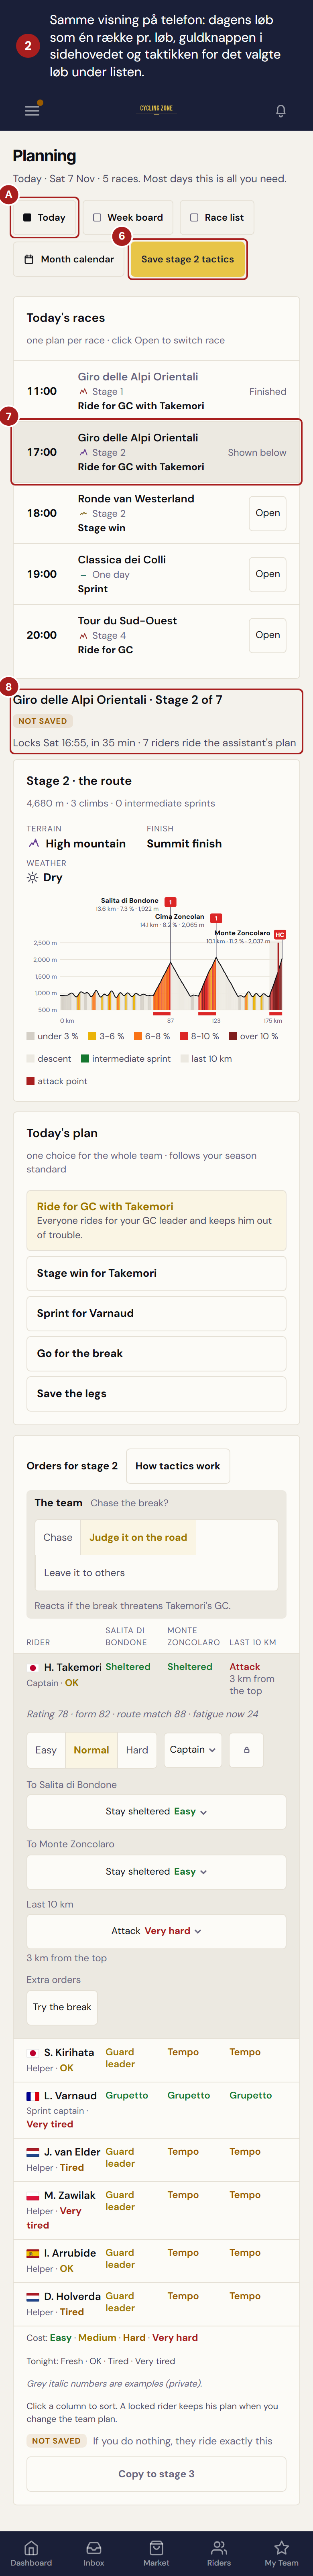 2
Samme visning på telefon: dagens løb
som én række pr. løb, guldknappen i
sidehovedet og taktikken for det valgte
løb under listen.
CYCLING ZONE
Planning
Today · Sat 7 Nov · 5 races. Most days this is all you need.
A
Today
Week board
Race list
6
Month calendar
Save stage 2 tactics
Today's races
one plan per race · click Open to switch race
11:00
Giro delle Alpi Orientali
Stage 1
Ride for GC with Takemori
Finished
7
17:00
Giro delle Alpi Orientali
Stage 2
Ride for GC with Takemori
Shown below
18:00
Ronde van Westerland
Stage 2
Stage win
Open
19:00
Classica dei Colli
One day
Sprint
Open
20:00
Tour du Sud-Ouest
Stage 4
Ride for GC
Open
8
Giro delle Alpi Orientali · Stage 2 of 7
NOT SAVED
Locks Sat 16:55, in 35 min · 7 riders ride the assistant's plan
Stage 2 · the route
4,680 m · 3 climbs · 0 intermediate sprints
TERRAIN
High mountain
FINISH
Summit finish
WEATHER
Dry
Salita di Bondone
13.6 km · 7.3 % · 1,922 m
1
Cima Zoncolan
14.1 km · 8.2 % · 2,065 m
1
Monte Zoncolaro
10.1 km · 11.2 % · 2,037 m
HC
2,500 m
2,000 m
1,500 m
1,000 m
500 m
0 km
87
123
175 km
under 3 %
3–6 %
6–8 %
8–10 %
over 10 %
descent
intermediate sprint
last 10 km
attack point
Today's plan
one choice for the whole team · follows your season
standard
Ride for GC with Takemori
Everyone rides for your GC leader and keeps him out
of trouble.
Stage win for Takemori
Sprint for Varnaud
Go for the break
Save the legs
Orders for stage 2
How tactics work
The team Chase the break?
Chase
Judge it on the road
Leave it to others
Reacts if the break threatens Takemori's GC.
RIDER
SALITA DI
BONDONE
MONTE
ZONCOLARO
LAST 10 KM
H. Takemori
Captain · OK
Sheltered
Sheltered
Attack
3 km from
the top
Rating 78 · form 82 · route match 88 · fatigue now 24
Easy
Normal
Hard
Captain
To Salita di Bondone
Stay sheltered Easy
To Monte Zoncolaro
Stay sheltered Easy
Last 10 km
Attack Very hard
3 km from the top
Extra orders
Try the break
S. Kirihata
Helper · OK
Guard
leader
Tempo
Tempo
L. Varnaud
Sprint captain ·
Very tired
Grupetto
Grupetto
Grupetto
J. van Elder
Helper · Tired
Guard
leader
Tempo
Tempo
M. Zawilak
Helper · Very
tired
Guard
leader
Tempo
Tempo
I. Arrubide
Helper · OK
Guard
leader
Tempo
Tempo
D. Holverda
Helper · Tired
Guard
leader
Tempo
Tempo
Cost: Easy · Medium · Hard · Very hard
Tonight: Fresh · OK · Tired · Very tired
Grey italic numbers are examples (private).
Click a column to sort. A locked rider keeps his plan when you
change the team plan.
NOT SAVED
If you do nothing, they ride exactly this
Copy to stage 3
Dashboard
Inbox
Market
Riders
My Team